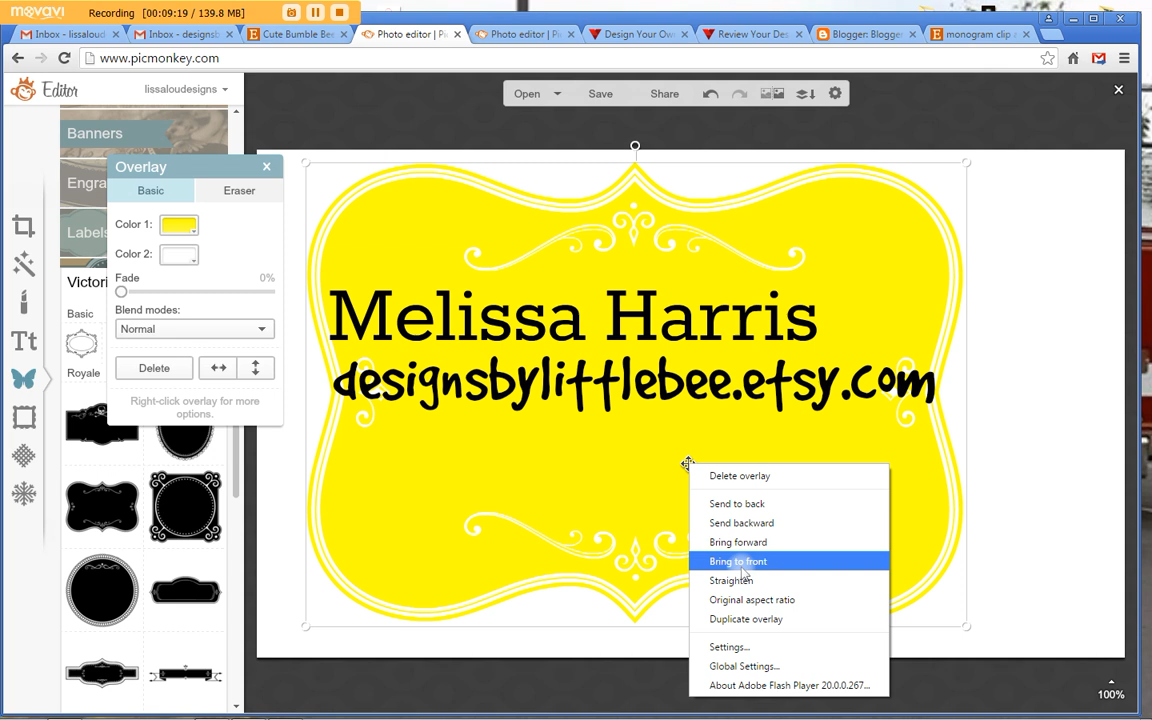 movavi
Recording [00:09:19 / 139.8 MB]
Inbox - lissaloud
Inbox - designsb
Cute Bumble Bee
Photo editor | P
Photo editor | Pi
Design Your Ow
Review Your Des
Blogger: Blogger
monogram clip a
www.picmonkey.com
Editor
lissaloudesigns
Open
Save
Share
Banners
Engra
Labels
Victori
Basic
Royale
Overlay
Basic
Eraser
Color 1:
Color 2:
Fade
0%
Blend modes:
Normal
Delete
Right-click overlay for more
options.
Melissa Harris
designsbylittlebee.etsy.com
Delete overlay
Send to back
Send backward
Bring forward
Bring to front
Straighten
Original aspect ratio
Duplicate overlay
Settings...
Global Settings...
About Adobe Flash Player 20.0.0.267...
100%